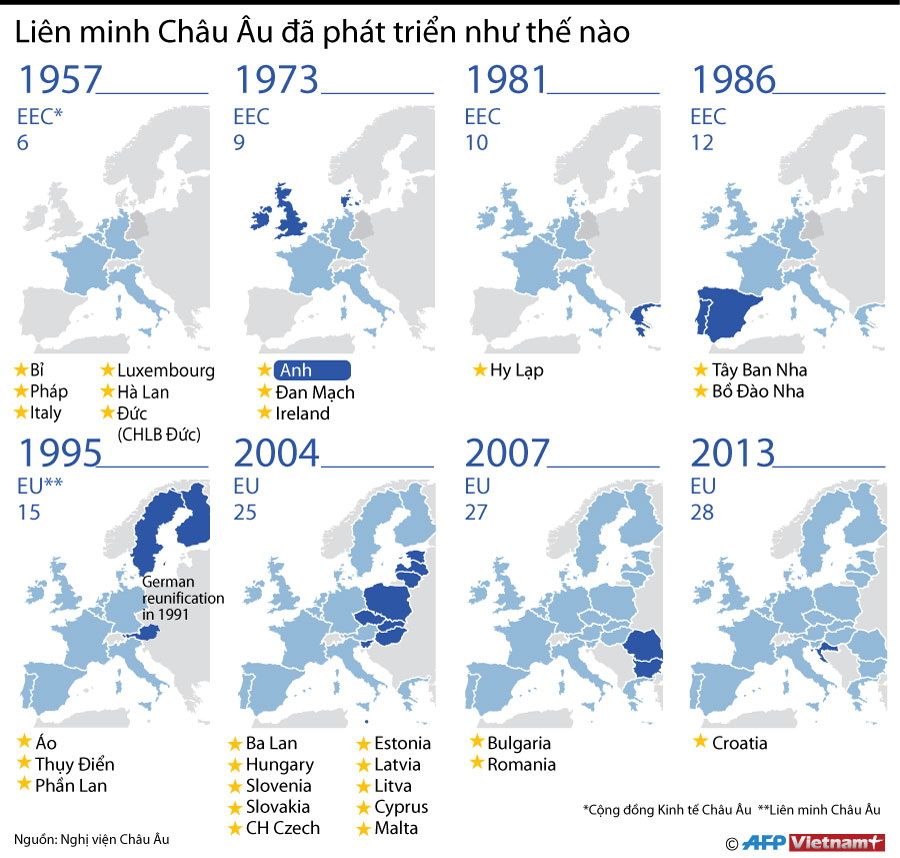 Liên minh Châu Âu đã phát triển như thế nào
1957
EEC*
6
Bỉ
Pháp
Italy
Luxembourg
Hà Lan
Đức
(CHLB Đức)
1973
EEC
9
Anh
Đan Mạch
Ireland
1981
EEC
10
Hy Lạp
1986
EEC
12
Tây Ban Nha
Bồ Đào Nha
1995
EU**
15
German
reunification
in 1991
Áo
Thụy Điển
Phần Lan
2004
EU
25
Ba Lan
Hungary
Slovenia
Slovakia
CH Czech
Estonia
Latvia
Litva
Cyprus
Malta
2007
EU
27
Bulgaria
Romania
2013
EU
28
Croatia
*Cộng đồng Kinh tế Châu Âu **Liên minh Châu Âu
Nguồn: Nghị viện Châu Âu
© AFP Vietnam+